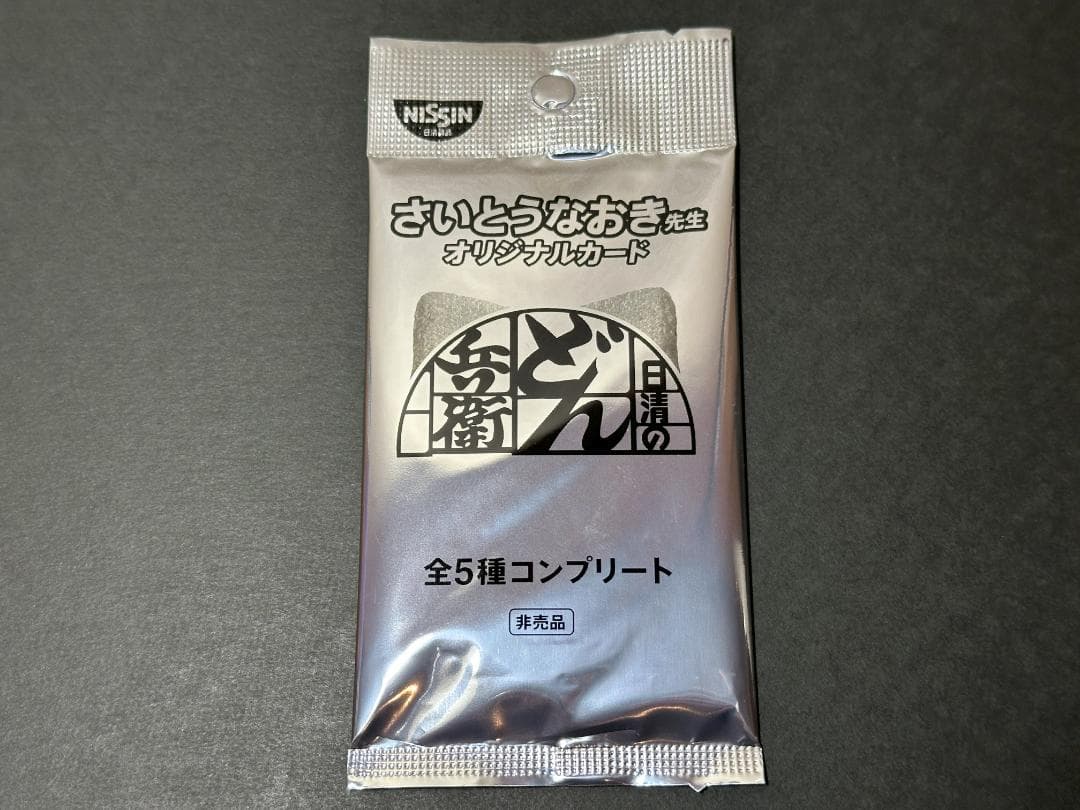 NISSIN
日清食品
さいとうなおき先生
オリジナルカード
日清の
どん
兵衛
全5種コンプリート
非売品